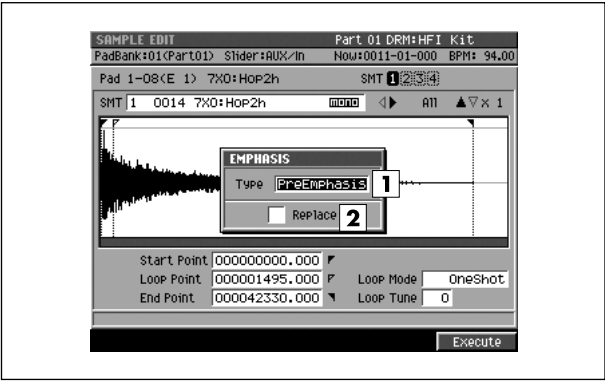 SAMPLE EDIT Part 01 DRM:HFI Kit
PadBank:01(Part01) Slider:AUX/In Now:0011-01-000 BPM: 94.00
Pad 1-08(E 1) 7X0:HoP2h SMT 1 2 3 4
SMT 1 0014 7X0:HoP2h mono All x 1
EMPHASIS
Type PreEmphasis 1
Replace 2
Start Point 000000000.000
Loop Point 000001495.000 Loop Mode OneShot
End Point 000042330.000 Loop Tune 0
Execute